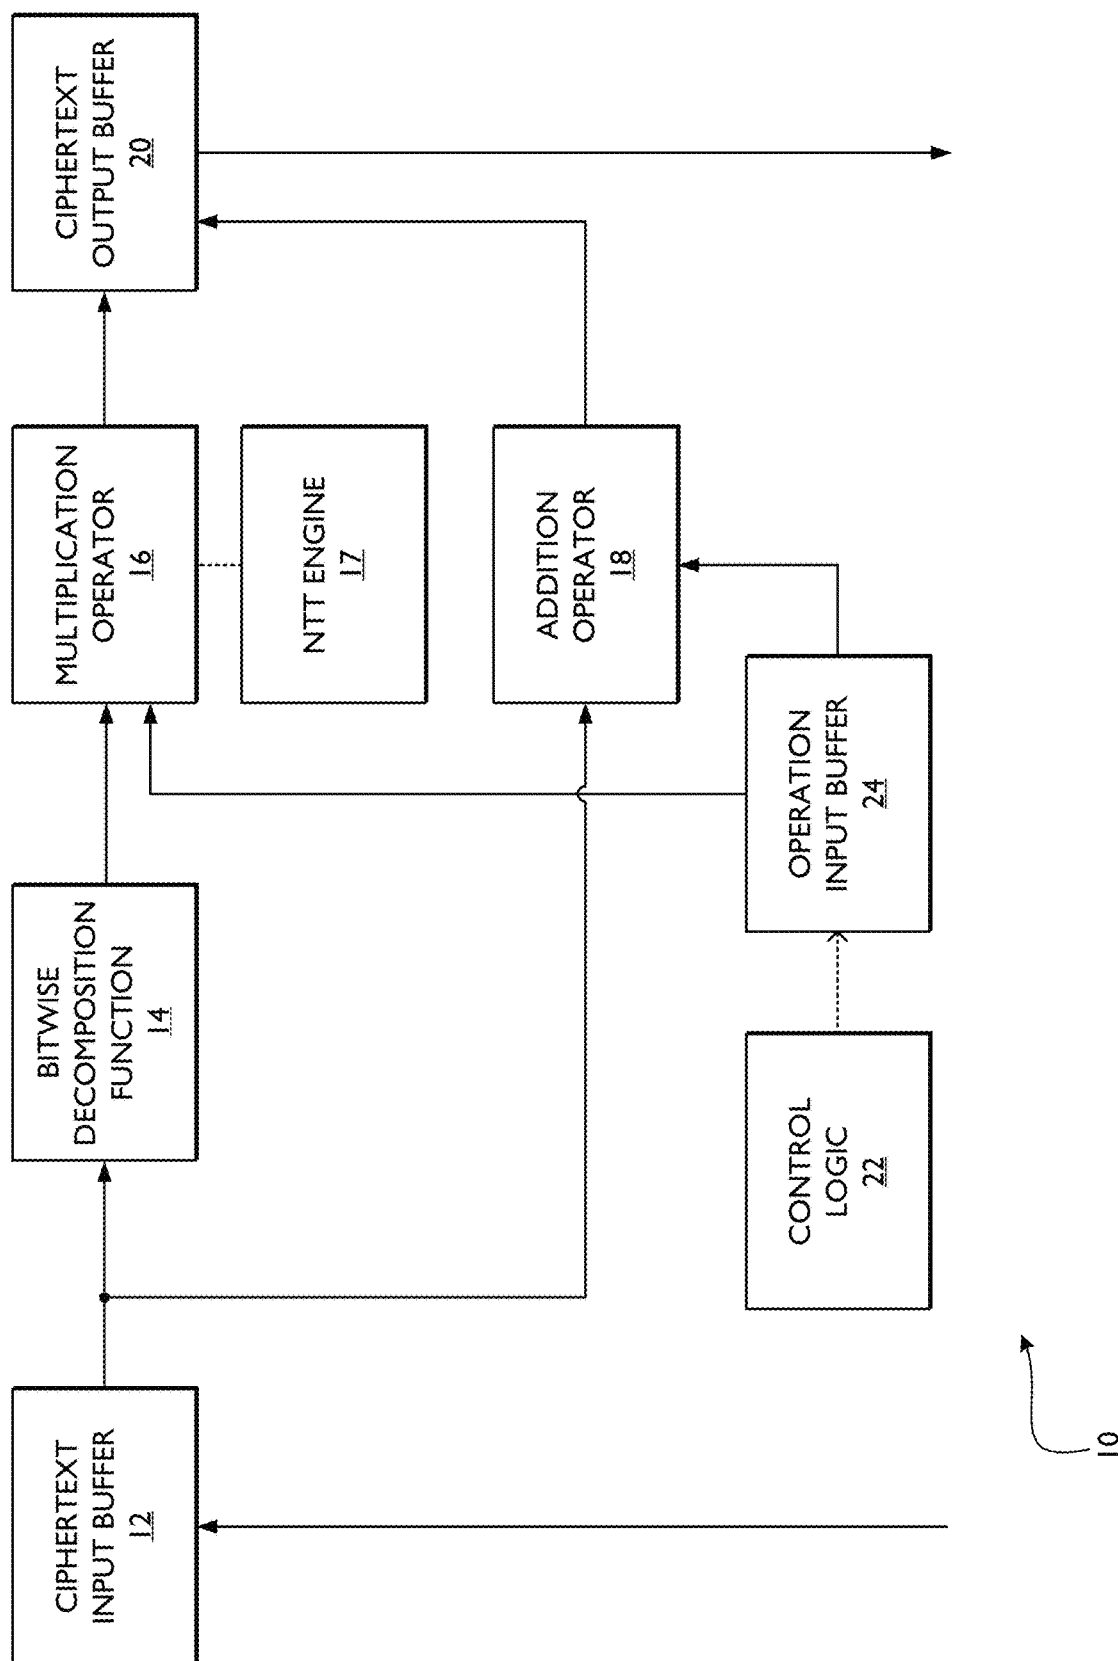 CIPHERTEXT
INPUT BUFFER
12
BITWISE
DECOMPOSITION
FUNCTION
14
MULTIPLICATION
OPERATOR
16
CIPHERTEXT
OUTPUT BUFFER
20
NTT ENGINE
17
ADDITION
OPERATOR
18
CONTROL
LOGIC
22
OPERATION
INPUT BUFFER
24
10